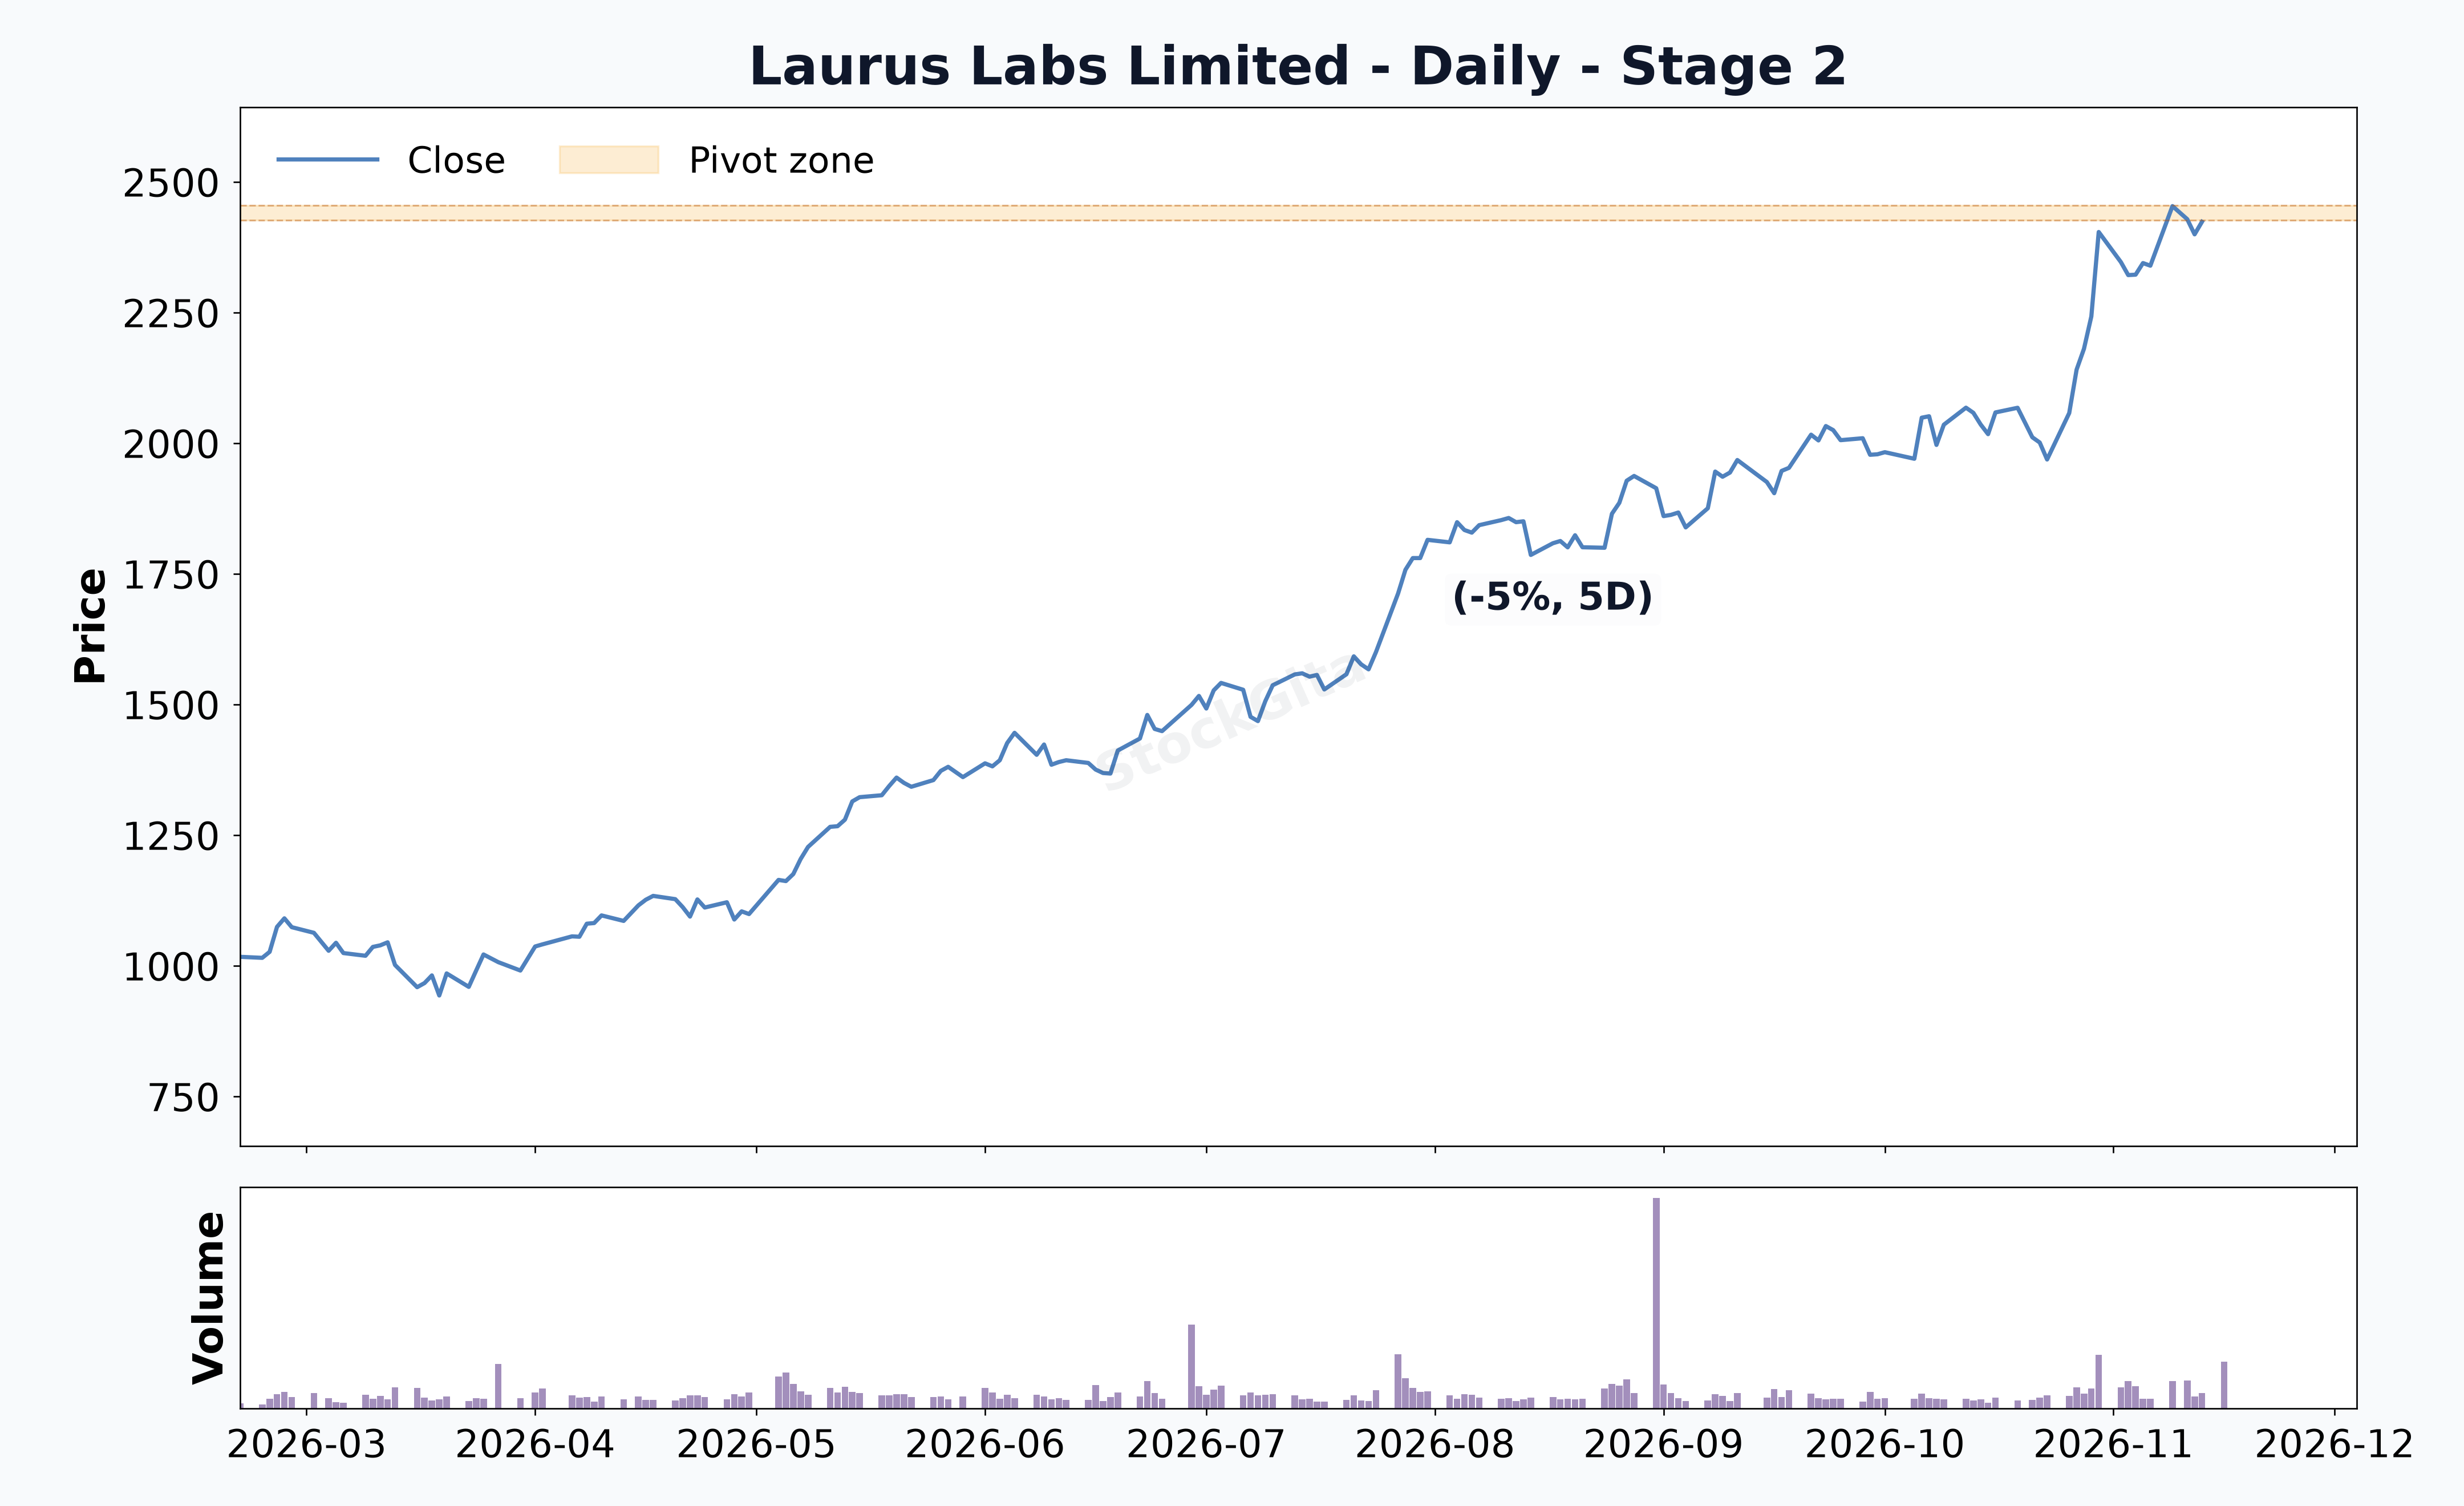 Laurus Labs Limited - Daily - Stage 2
Close
Pivot zone
2500
2250
2000
1750
1500
1250
1000
750
Price
(-5%, 5D)
StockGita
Volume
2026-03
2026-04
2026-05
2026-06
2026-07
2026-08
2026-09
2026-10
2026-11
2026-12